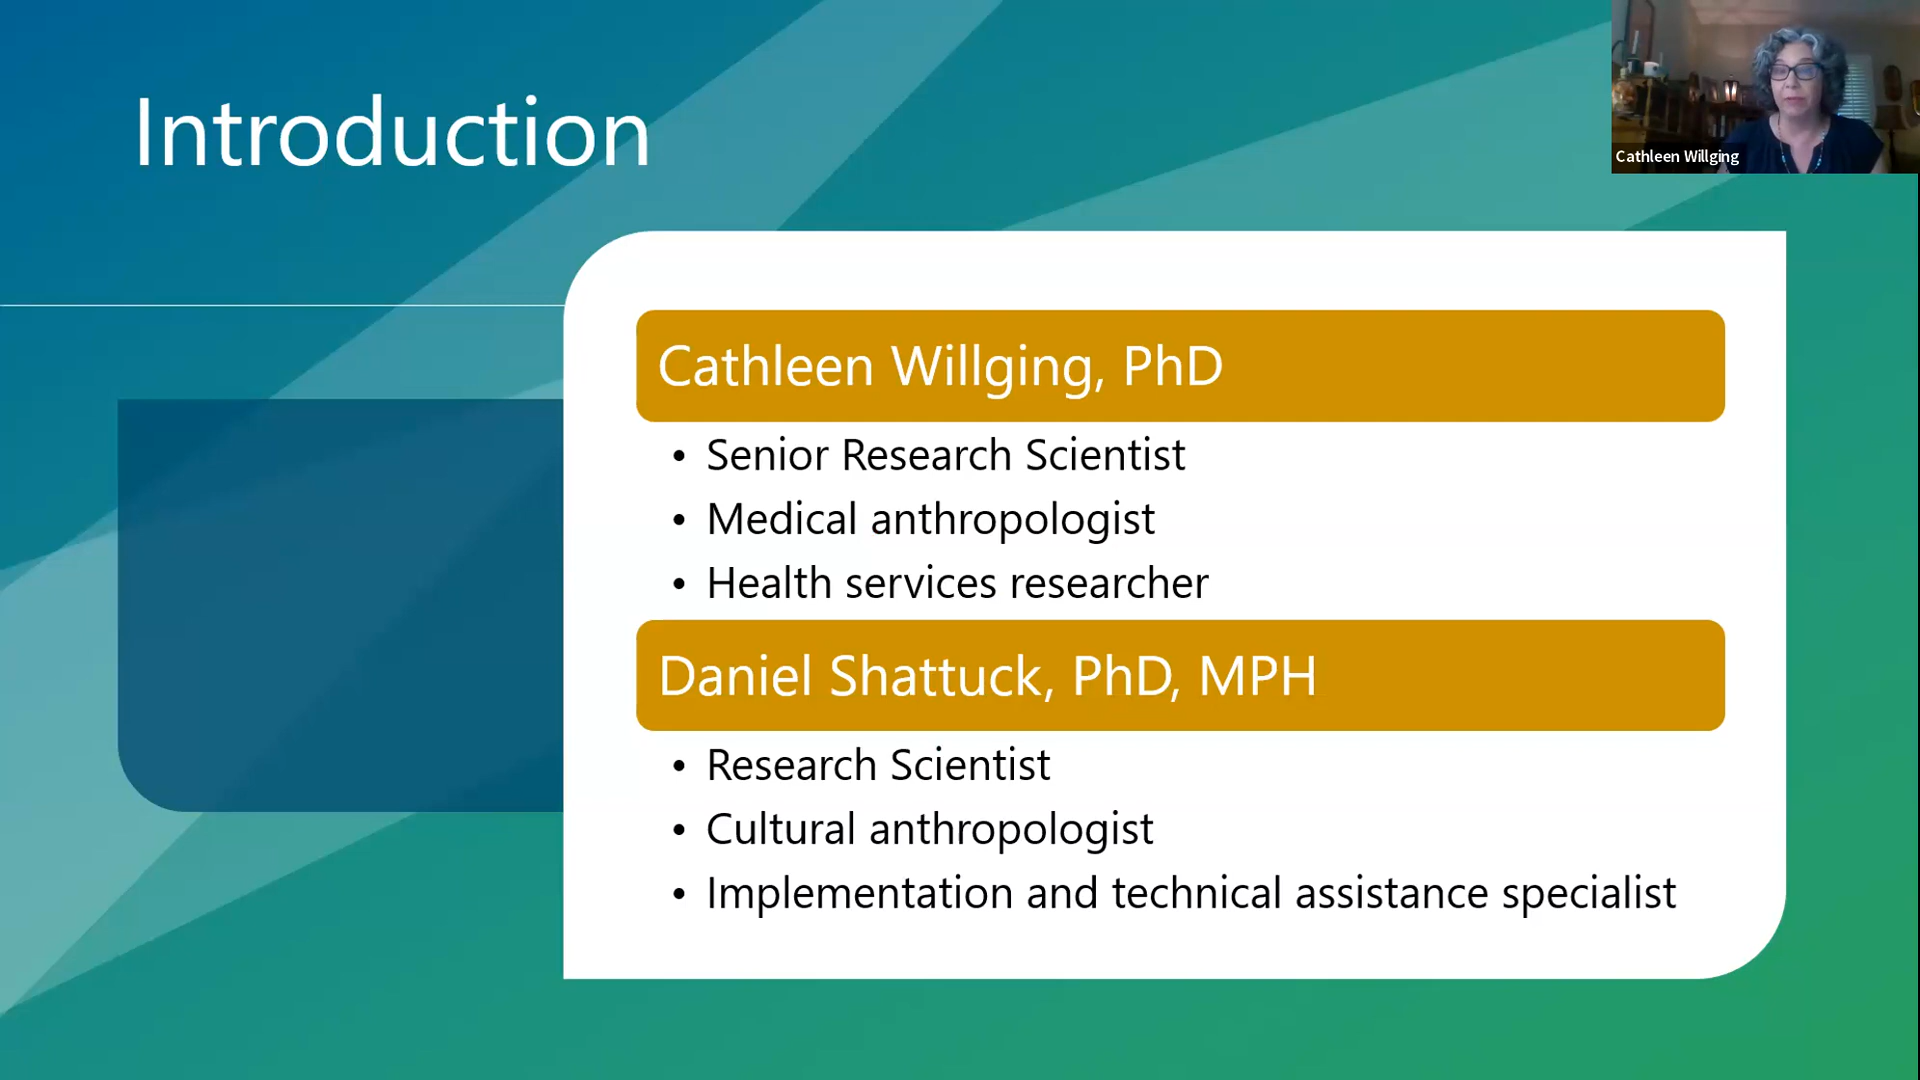 Introduction
Cathleen Willging
Cathleen Willging, PhD
• Senior Research Scientist
• Medical anthropologist
• Health services researcher
Daniel Shattuck, PhD, MPH
• Research Scientist
• Cultural anthropologist
• Implementation and technical assistance specialist